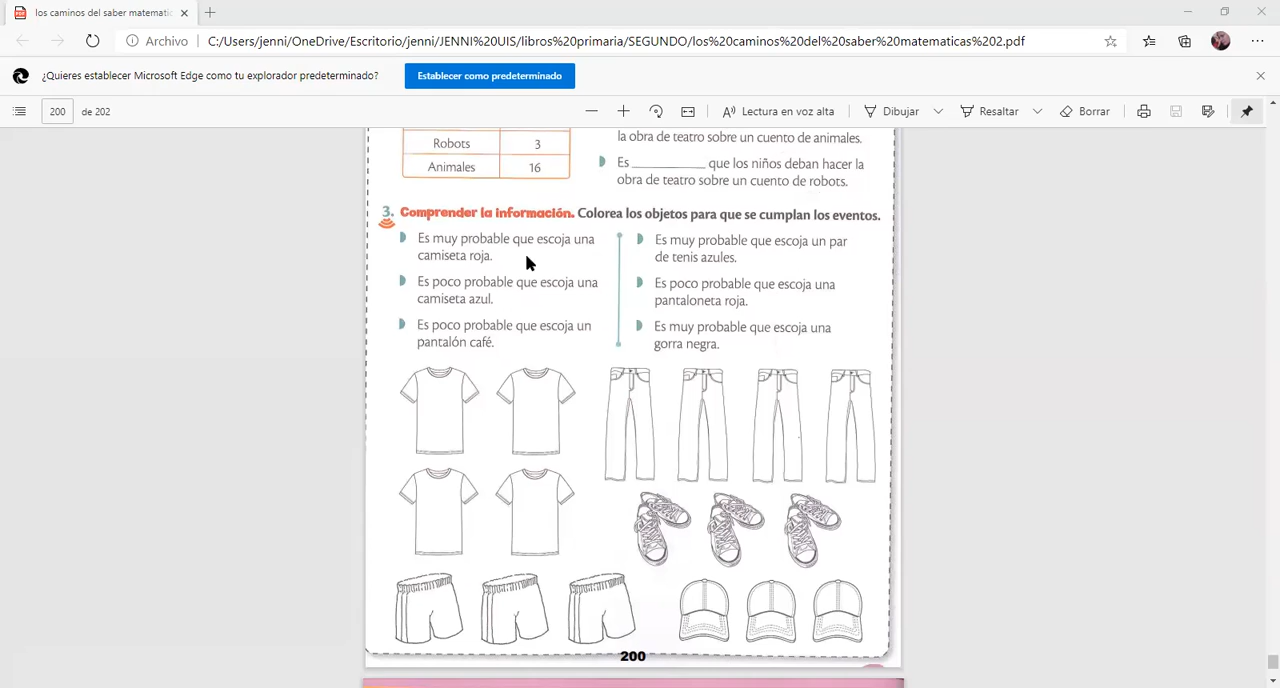 los caminos del saber matematic
Archivo
C:/Users/jenni/OneDrive/Escritorio/jenni/JENNI%20UIS/libros%20primaria/SEGUNDO/los%20caminos%20del%20saber%20matematicas%202.pdf
¿Quieres establecer Microsoft Edge como tu explorador predeterminado?
Establecer como predeterminado
200 de 202
Lectura en voz alta
Dibujar
Resaltar
Borrar
Robots 3
Animales 16
la obra de teatro sobre un cuento de animales.
Es __________ que los niños deban hacer la
obra de teatro sobre un cuento de robots.
3. Comprender la información. Colorea los objetos para que se cumplan los eventos.
Es muy probable que escoja una
camiseta roja.
Es poco probable que escoja una
camiseta azul.
Es poco probable que escoja un
pantalón café.
Es muy probable que escoja un par
de tenis azules.
Es poco probable que escoja una
pantaloneta roja.
Es muy probable que escoja una
gorra negra.
200